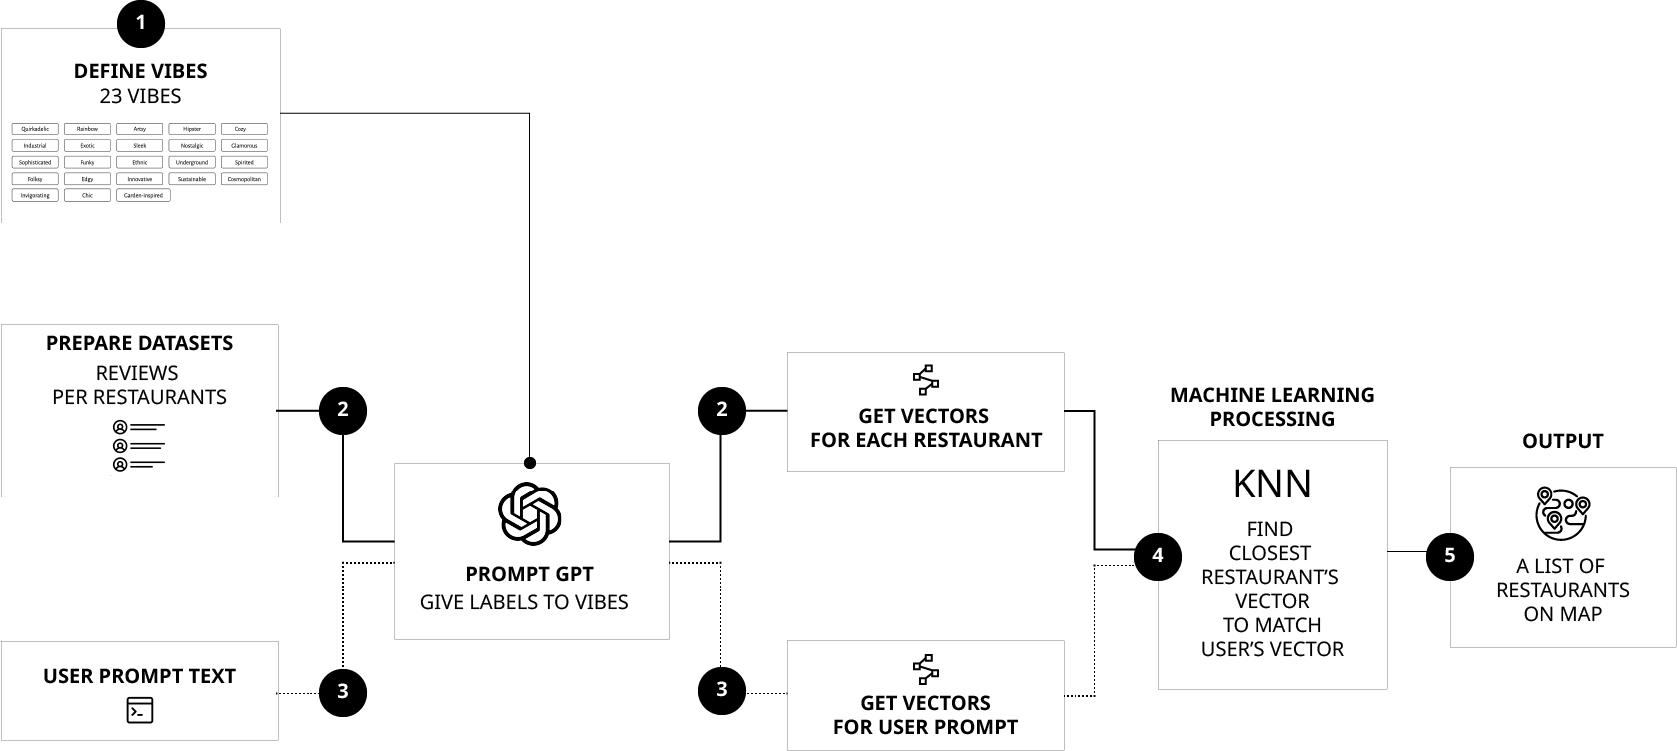 1
DEFINE VIBES
23 VIBES
Quirkadelic Rainbow Artsy Hipster Cozy
Industrial Exotic Sleek Nostalgic Glamorous
Sophisticated Funky Ethnic Underground Spirited
Folksy Edgy Innovative Sustainable Cosmopolitan
Invigorating Chic Garden-inspired
PREPARE DATASETS
REVIEWS
PER RESTAURANTS
2
USER PROMPT TEXT
3
PROMPT GPT
GIVE LABELS TO VIBES
2
GET VECTORS
FOR EACH RESTAURANT
3
GET VECTORS
FOR USER PROMPT
MACHINE LEARNING
PROCESSING
4
KNN
FIND
CLOSEST
RESTAURANT’S
VECTOR
TO MATCH
USER’S VECTOR
OUTPUT
5
A LIST OF
RESTAURANTS
ON MAP